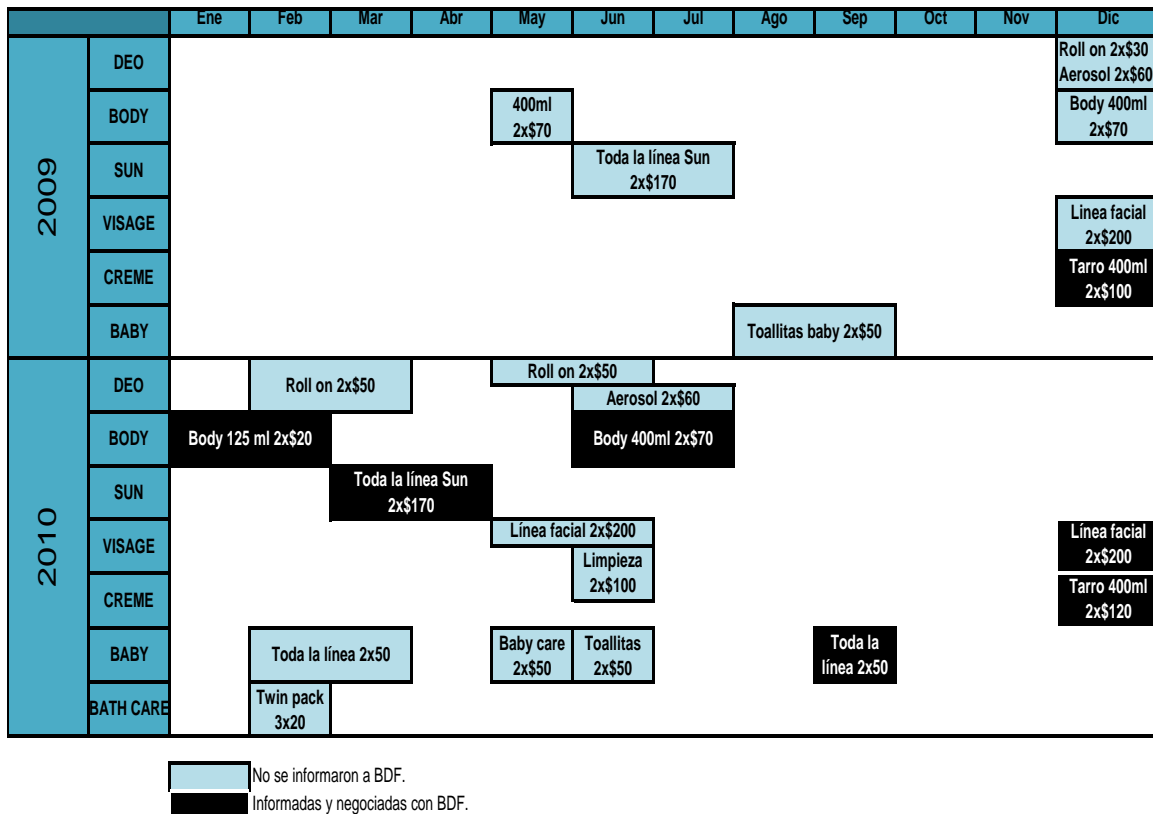 Ene Feb Mar Abr May Jun Jul Ago Sep Oct Nov Dic
2009
DEO
Roll on 2x$30
Aerosol 2x$60
BODY
400ml
2x$70
Body 400ml
2x$70
SUN
Toda la línea Sun
2x$170
VISAGE
Linea facial
2x$200
CREME
Tarro 400ml
2x$100
BABY
Toallitas baby 2x$50
2010
DEO
Roll on 2x$50
Roll on 2x$50
Aerosol 2x$60
BODY
Body 125 ml 2x$20
Body 400ml 2x$70
SUN
Toda la línea Sun
2x$170
VISAGE
Línea facial 2x$200
Limpieza
2x$100
Línea facial
2x$200
CREME
Tarro 400ml
2x$120
BABY
Toda la línea 2x50
Baby care
2x$50
Toallitas
2x$50
Toda la
línea 2x50
BATH CARE
Twin pack
3x20
No se informaron a BDF.
Informadas y negociadas con BDF.